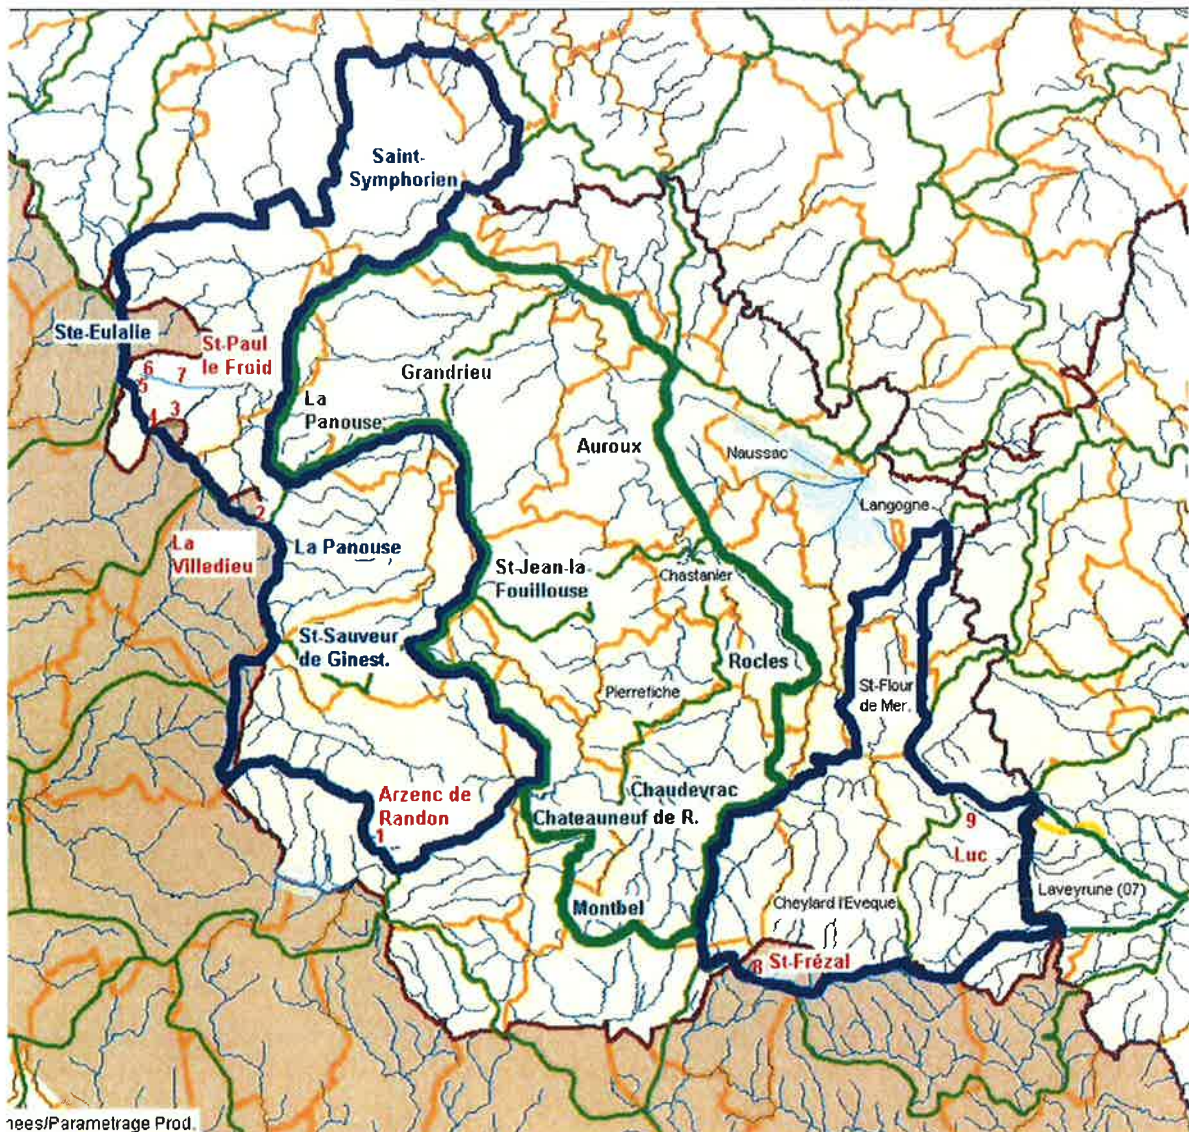 Saint-
Symphorien
Ste-Eulalie
St-Paul
le Froid
6
7
5
4
3
Grandrieu
La
Panouse
Auroux
Naussac
Langogne
2
La
Villedieu
La Panouse
St-Jean-la-
Fouillouse
Chastanier
St-Sauveur
de Ginest.
Rocles
Pierrefiche
St-Flour
de Mer.
Arzenc de
Randon
1
Chaudeyrac
Chateauneuf de R.
9
Luc
Laveyrune (07)
Montbel
Cheylard l'Eveque
8
St-Frézal
nees/Parametrage Prod.